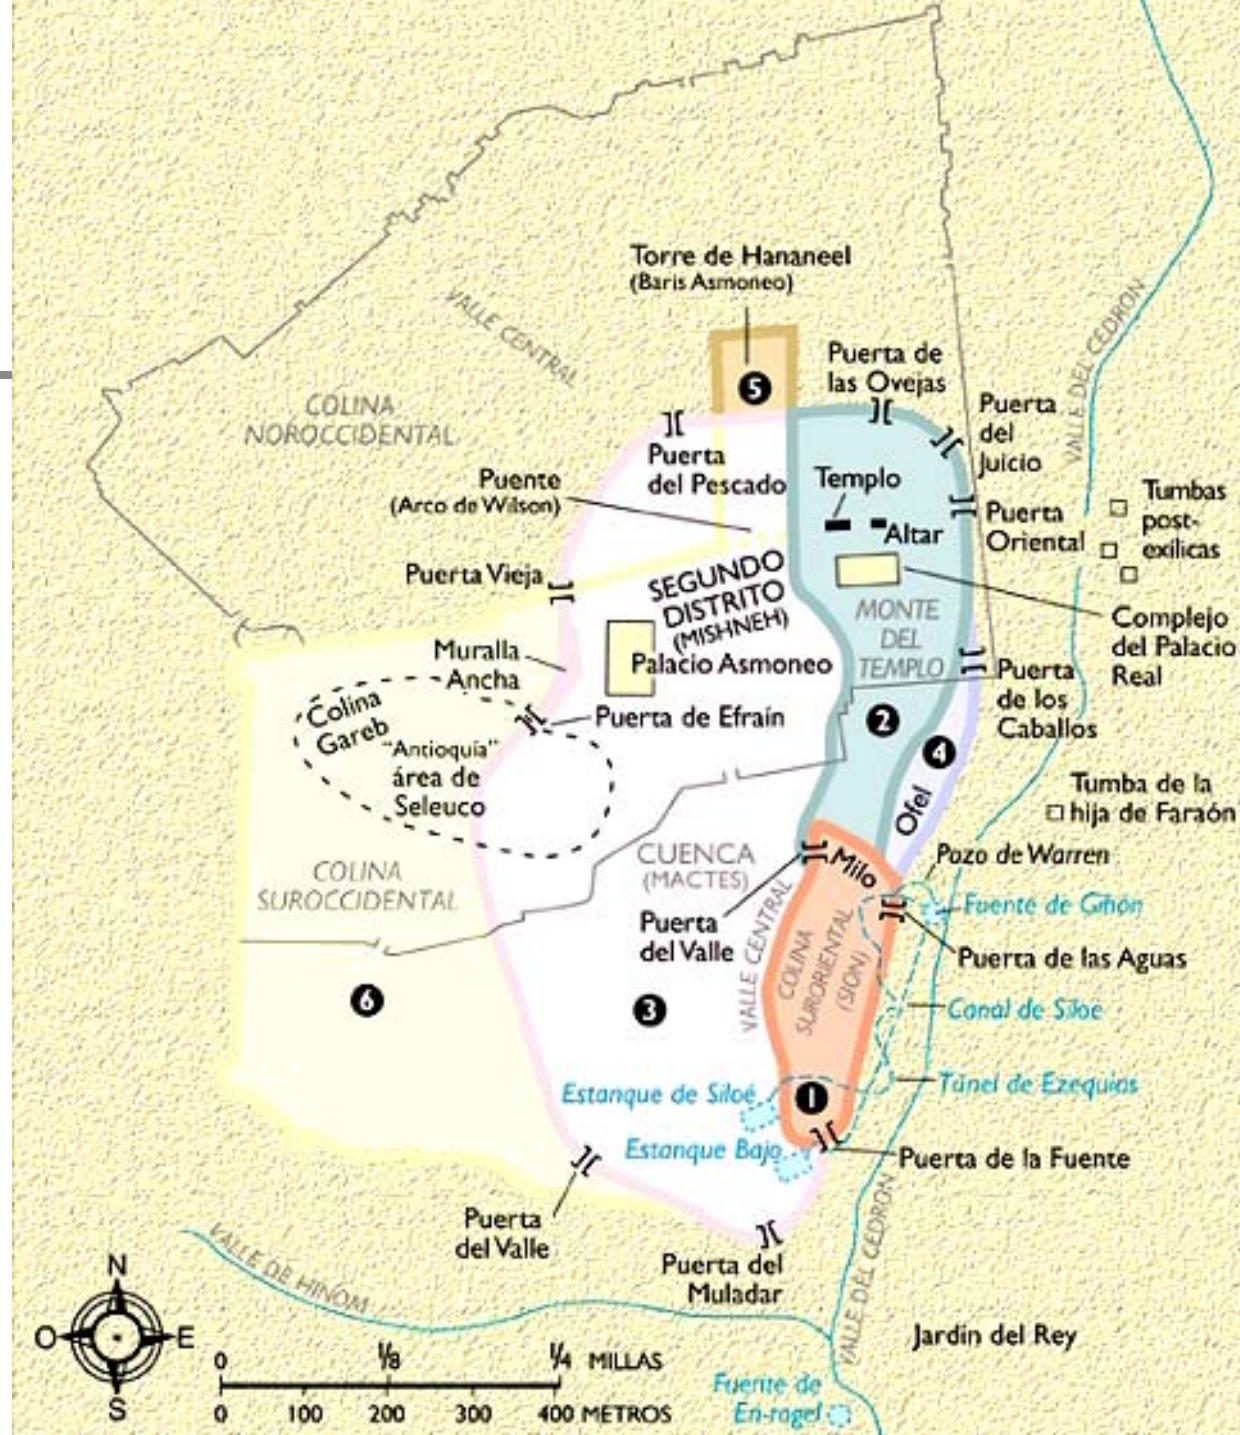 Torre de Hananeel
(Baris Asmoneo)
VALLE CENTRAL
VALLE DEL CEDRON
Puerta de
las Ovejas
5
COLINA
NOROCCIDENTAL
Puerta
del
Juicio
Puerta
del Pescado
Puente
(Arco de Wilson)
Templo
Altar
Puerta
Oriental
Tumbas
post-
exilicas
Puerta Vieja
SEGUNDO
DISTRITO
(MISHNEH)
MONTE
DEL
TEMPLO
Complejo
del Palacio
Real
Muralla
Ancha
Palacio Asmoneo
Puerta
de los
Caballos
Colina
Gareb
Puerta de Efraín
2
4
"Antioquía"
área de
Seleuco
Ofel
Tumba de la
hija de Faraón
COLINA
SUROCCIDENTAL
CUENCA
(MACTES)
Milo
Pozo de Warren
Fuente de Gihón
Puerta
del Valle
VALLE CENTRAL
COLINA
SURORIENTAL
(SION)
Puerta de las Aguas
6
3
Canal de Siloé
Estanque de Siloé
1
Túnel de Ezequías
Estanque Bajo
Puerta de la Fuente
Puerta
del Valle
Puerta del
Muladar
VALLE DE HINOM
VALLE DEL CEDRON
N
O
E
S
Jardin del Rey
0 1/8 1/4 MILLAS
0 100 200 300 400 METROS
Fuente de
En-rogel